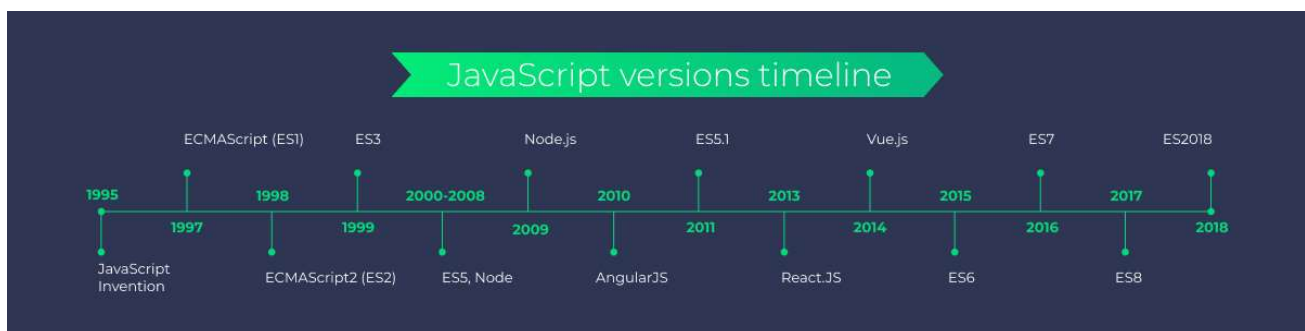 JavaScript versions timeline
ECMAScript (ES1) ES3 Node.js ES5.1 Vue.js ES7 ES2018
1995 1998 2000-2008 2010 2013 2015 2017
1997 1999 2009 2011 2014 2016 2018
JavaScript
Invention
ECMAScript2 (ES2) ES5, Node AngularJS React.JS ES6 ES8